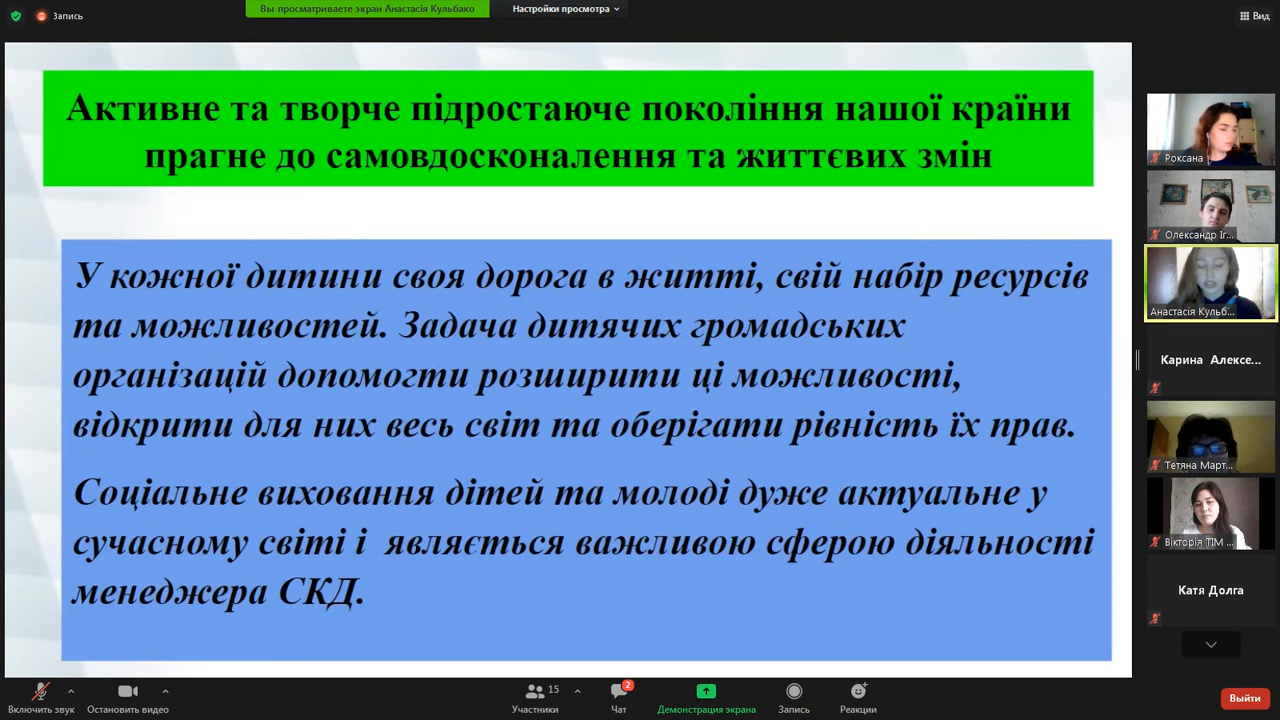 Запись
Вы просматриваете экран Анастасія Кульбако
Настройки просмотра
Вид
Активне та творче підростаюче покоління нашої країни
прагне до самовдосконалення та життєвих змін
У кожної дитини своя дорога в житті, свій набір ресурсів
та можливостей. Задача дитячих громадських
організацій допомогти розширити ці можливості,
відкрити для них весь світ та оберігати рівність їх прав.
Соціальне виховання дітей та молоді дуже актуальне у
сучасному світі і являється важливою сферою діяльності
менеджера СКД.
Роксана
Олександр Іг...
Анастасія Кульб...
Карина Алексе...
Тетяна Март...
Вікторія ТІМ ...
Катя Долга
Включить звук
Остановить видео
15
Участники
2
Чат
Демонстрация экрана
Запись
Реакции
Выйти